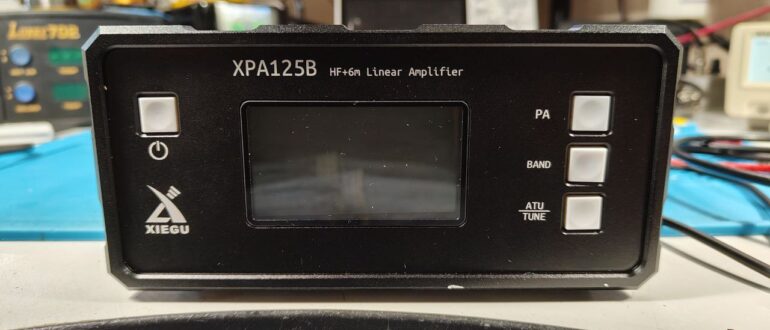 XPA125B HF+6m Linear Amplifier
PA
BAND
ATU
TUNE
XIEGU